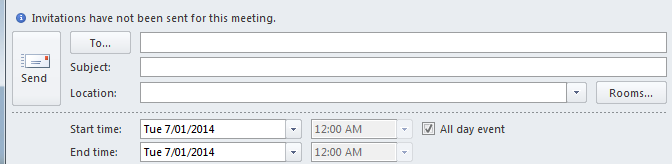 Invitations have not been sent for this meeting.
To...
Send
Subject:
Location:
Rooms...
Start time: Tue 7/01/2014 12:00 AM All day event
End time: Tue 7/01/2014 12:00 AM